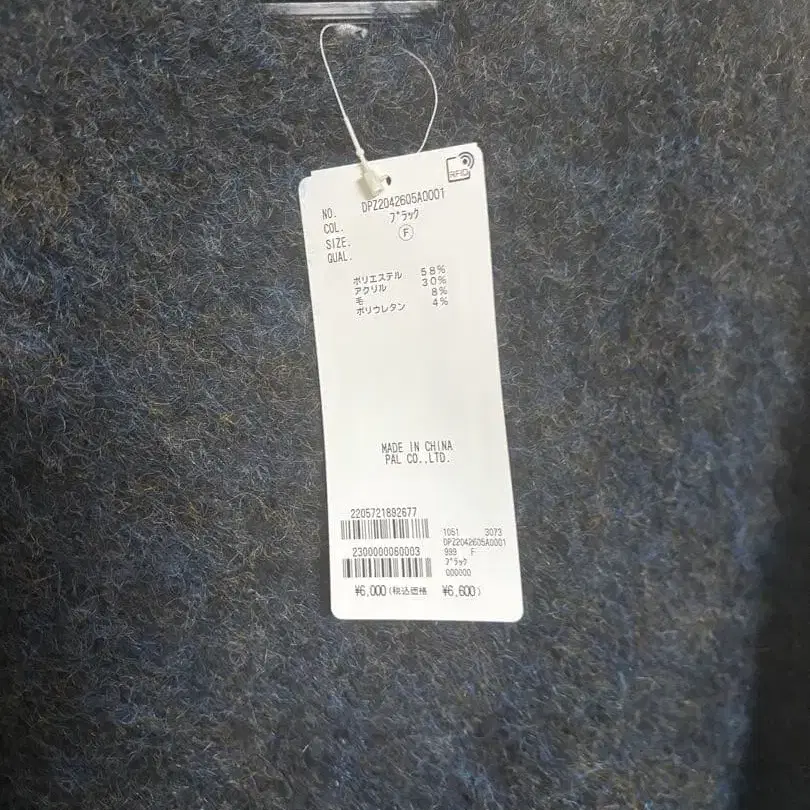 RFID
NO. DPZ2042605A0001
COL. ブラック
SIZE. F
QUAL.
ポリエステル 58%
アクリル 30%
毛 8%
ポリウレタン 4%
MADE IN CHINA
PAL CO.,LTD.
2205721892677
2300000060003
1051 3073
DPZ2042605A0001
999 F
ブラック
000000
¥6,000(税込価格 ¥6,600)